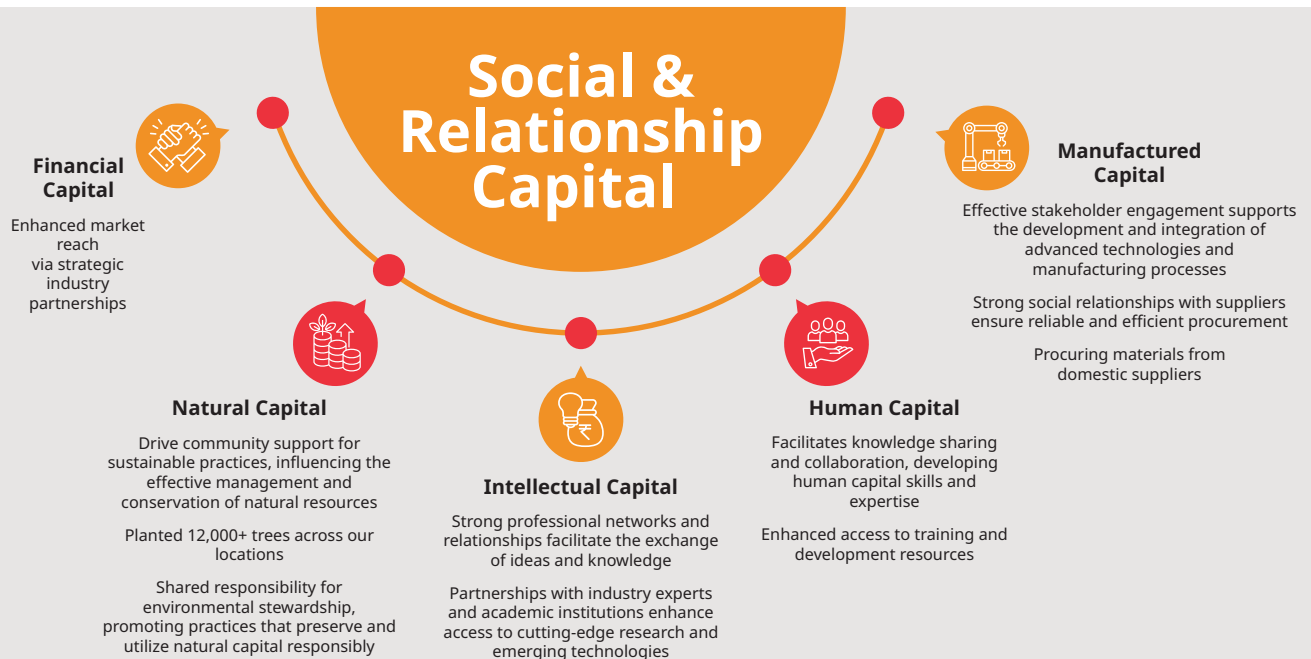 Social &
Relationship
Capital
Financial
Capital
Enhanced market
reach
via strategic
industry
partnerships
Natural Capital
Drive community support for
sustainable practices, influencing the
effective management and
conservation of natural resources
Planted 12,000+ trees across our
locations
Shared responsibility for
environmental stewardship,
promoting practices that preserve and
utilize natural capital responsibly
₹
Intellectual Capital
Strong professional networks and
relationships facilitate the exchange
of ideas and knowledge
Partnerships with industry experts
and academic institutions enhance
access to cutting-edge research and
emerging technologies
Human Capital
Facilitates knowledge sharing
and collaboration, developing
human capital skills and
expertise
Enhanced access to training and
development resources
Manufactured
Capital
Effective stakeholder engagement supports
the development and integration of
advanced technologies and
manufacturing processes
Strong social relationships with suppliers
ensure reliable and efficient procurement
Procuring materials from
domestic suppliers